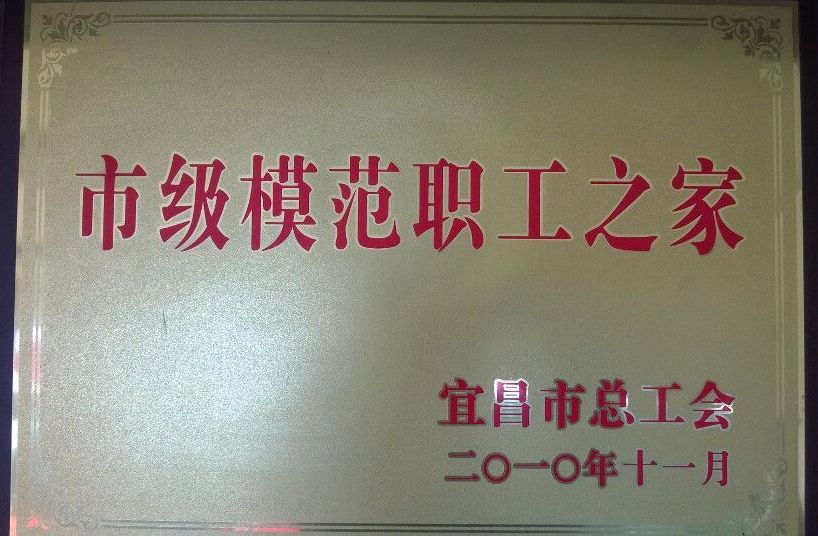 市级模范职工之家
宜昌市总工会
二〇一〇年十一月